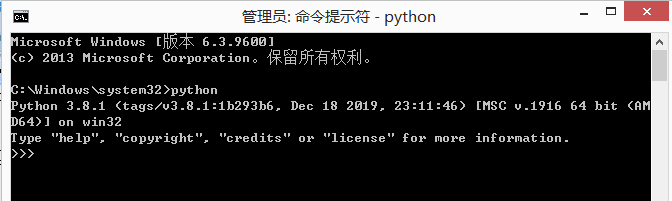 管理员: 命令提示符 - python
Microsoft Windows [版本 6.3.9600]
(c) 2013 Microsoft Corporation。保留所有权利。
C:\Windows\system32>python
Python 3.8.1 (tags/v3.8.1:1b293b6, Dec 18 2019, 23:11:46) [MSC v.1916 64 bit (AM
D64)] on win32
Type "help", "copyright", "credits" or "license" for more information.
>>>